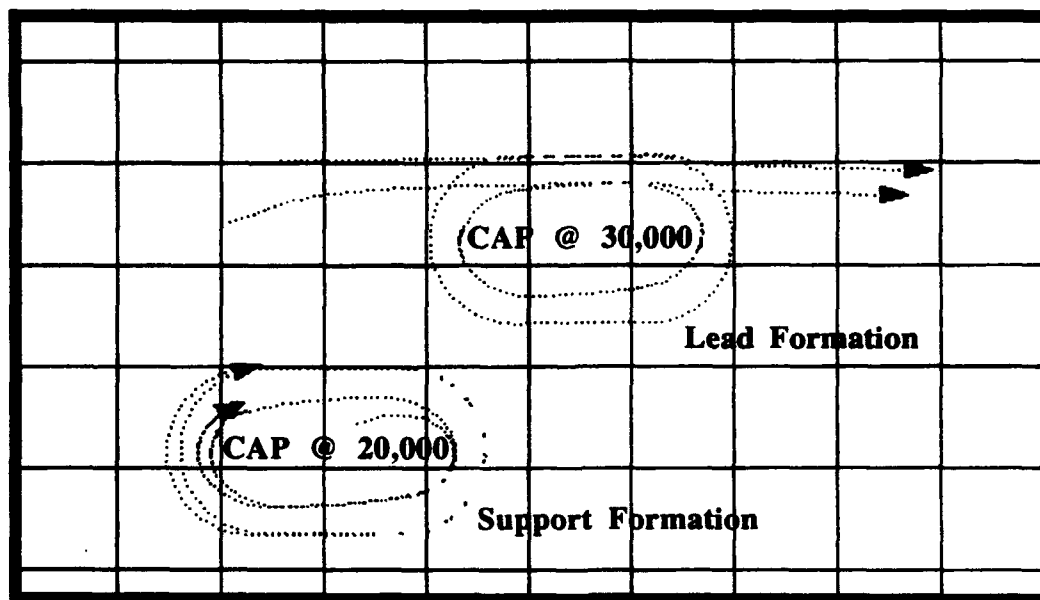 CAP @ 30,000
Lead Formation
CAP @ 20,000
Support Formation